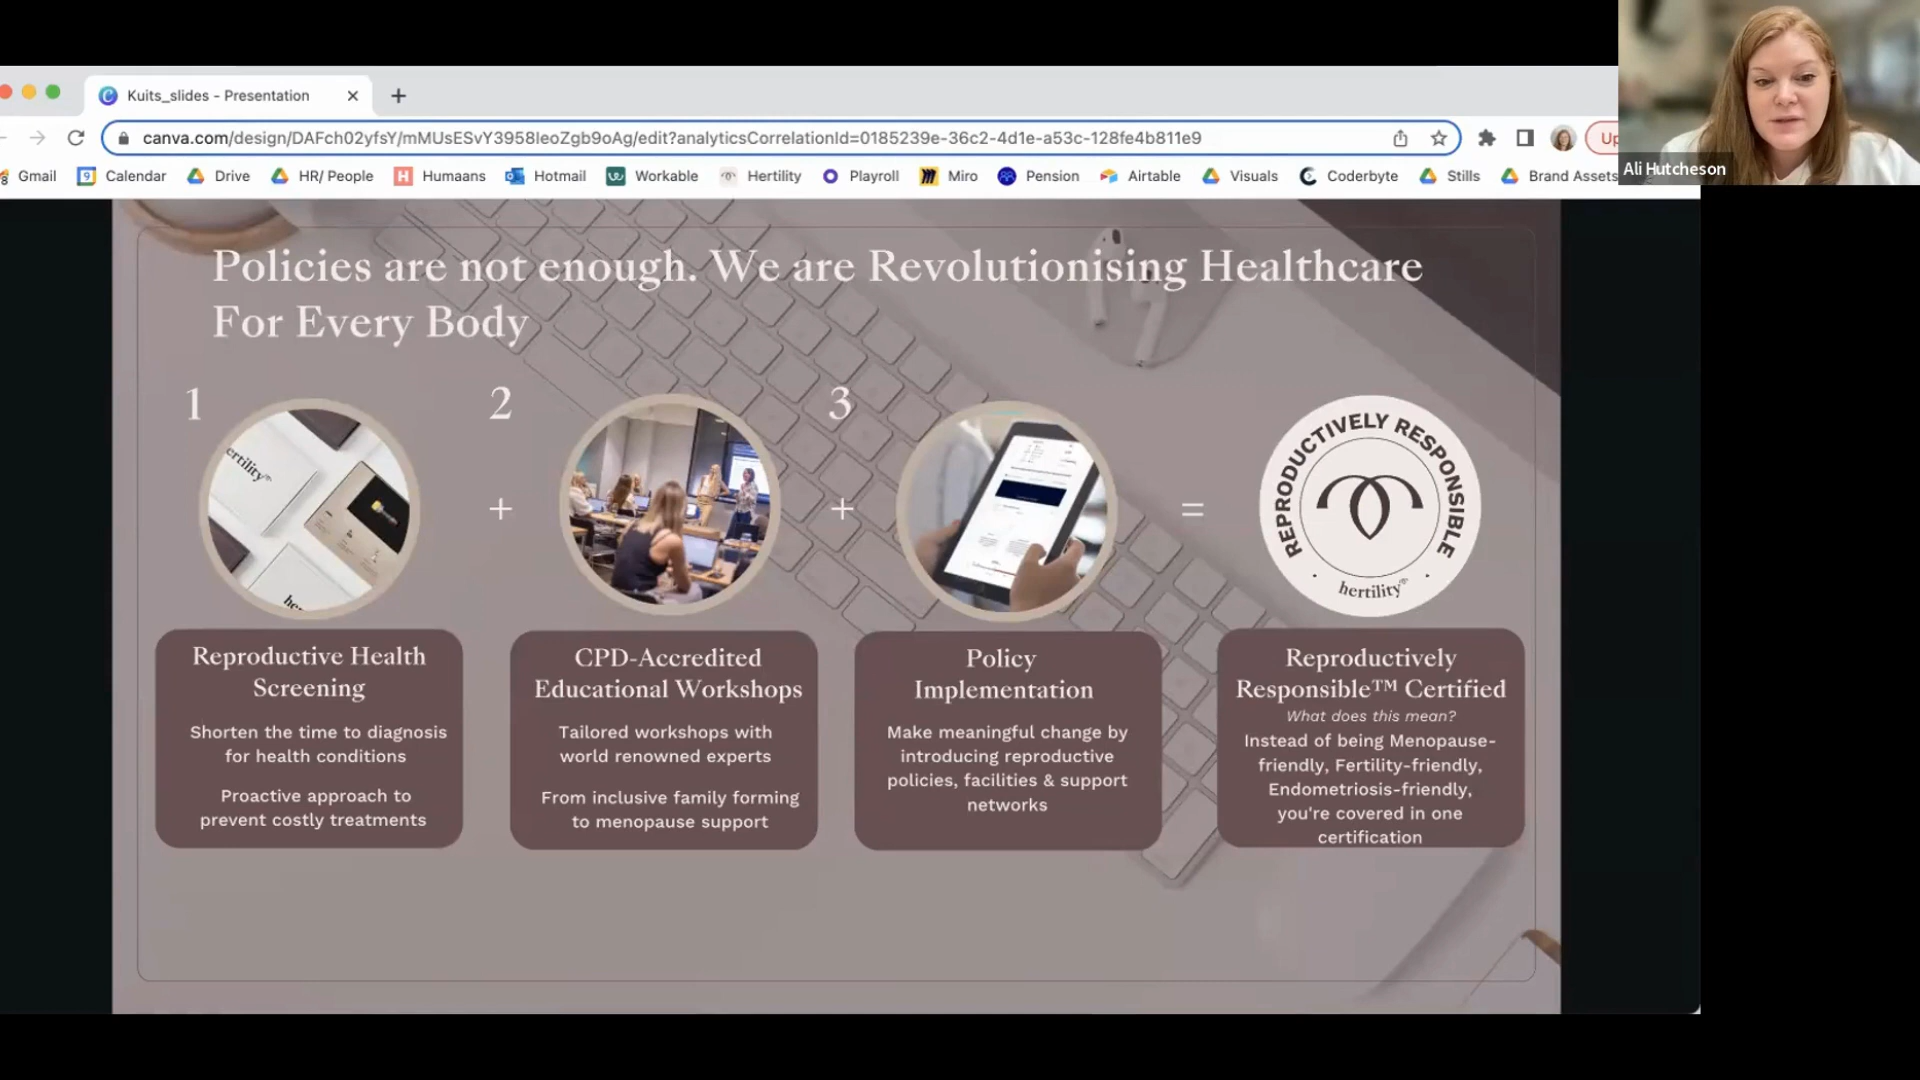 Kuits_slides - Presentation
canva.com/design/DAFch02yfsY/mMUsESvY3958leoZgb9oAg/edit?analyticsCorrelationId=0185239e-36c2-4d1e-a53c-128fe4b811e9
Up
Gmail
9
Calendar
Drive
HR/ People
H
Humaans
Hotmail
Workable
Hertility
Payroll
Miro
Pension
Airtable
Visuals
Coderbyte
Stills
Brand Assets
Ali Hutcheson
Policies are not enough. We are Revolutionising Healthcare
For Every Body
1
2
3
+
+
=
REPRODUCTIVELY RESPONSIBLE
hertility
Reproductive Health
Screening
Shorten the time to diagnosis
for health conditions
Proactive approach to
prevent costly treatments
CPD-Accredited
Educational Workshops
Tailored workshops with
world renowned experts
From inclusive family forming
to menopause support
Policy
Implementation
Make meaningful change by
introducing reproductive
policies, facilities & support
networks
Reproductively
Responsible™ Certified
What does this mean?
Instead of being Menopause-
friendly, Fertility-friendly,
Endometriosis-friendly,
you're covered in one
certification